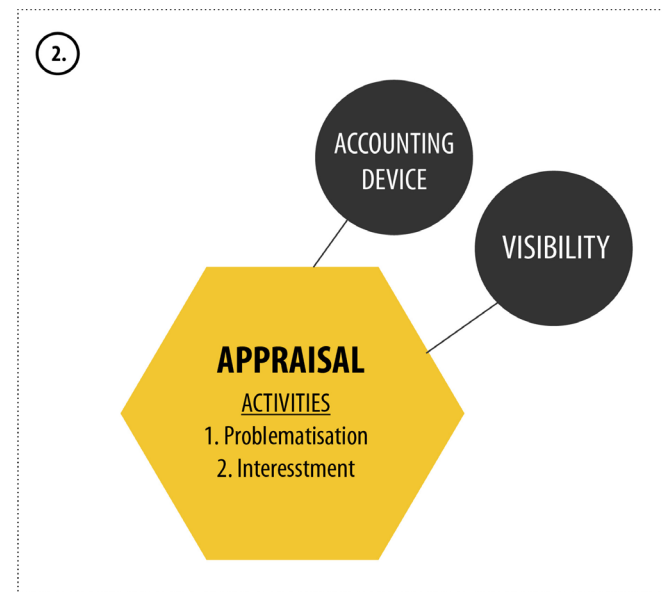 2.
ACCOUNTING
DEVICE
VISIBILITY
APPRAISAL
ACTIVITIES
1. Problematisation
2. Interesstment